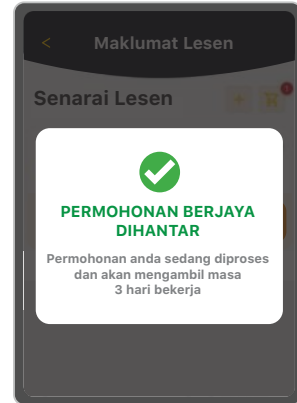 < Maklumat Lesen
Senarai Lesen +
PERMOHONAN BERJAYA
DIHANTAR
Permohonan anda sedang diproses
dan akan mengambil masa
3 hari bekerja